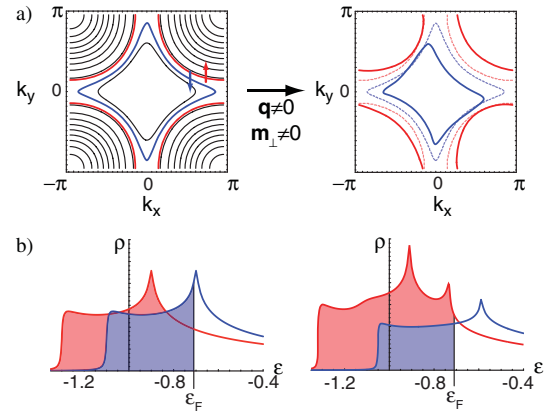 a)
π
π
k_y 0
k_y 0
q≠0
m_⊥≠0
−π 0 π
−π 0 π
k_x
k_x
b)
ρ
ρ
-1.2 -0.8 -0.4 ε
-1.2 -0.8 -0.4 ε
ε_F
ε_F